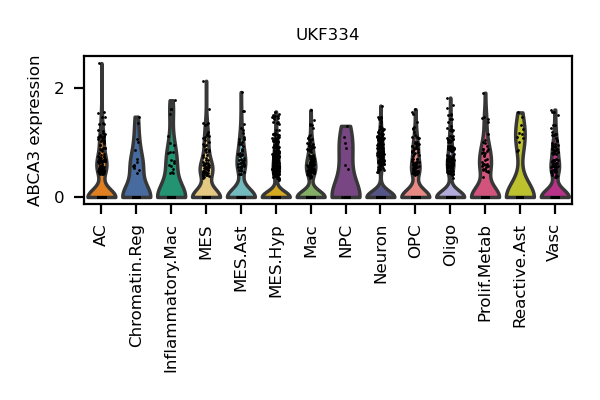 UKF334
ABCA3 expression
2
0
AC
Chromatin.Reg
Inflammatory.Mac
MES
MES.Ast
MES.Hyp
Mac
NPC
Neuron
OPC
Oligo
Prolif.Metab
Reactive.Ast
Vasc